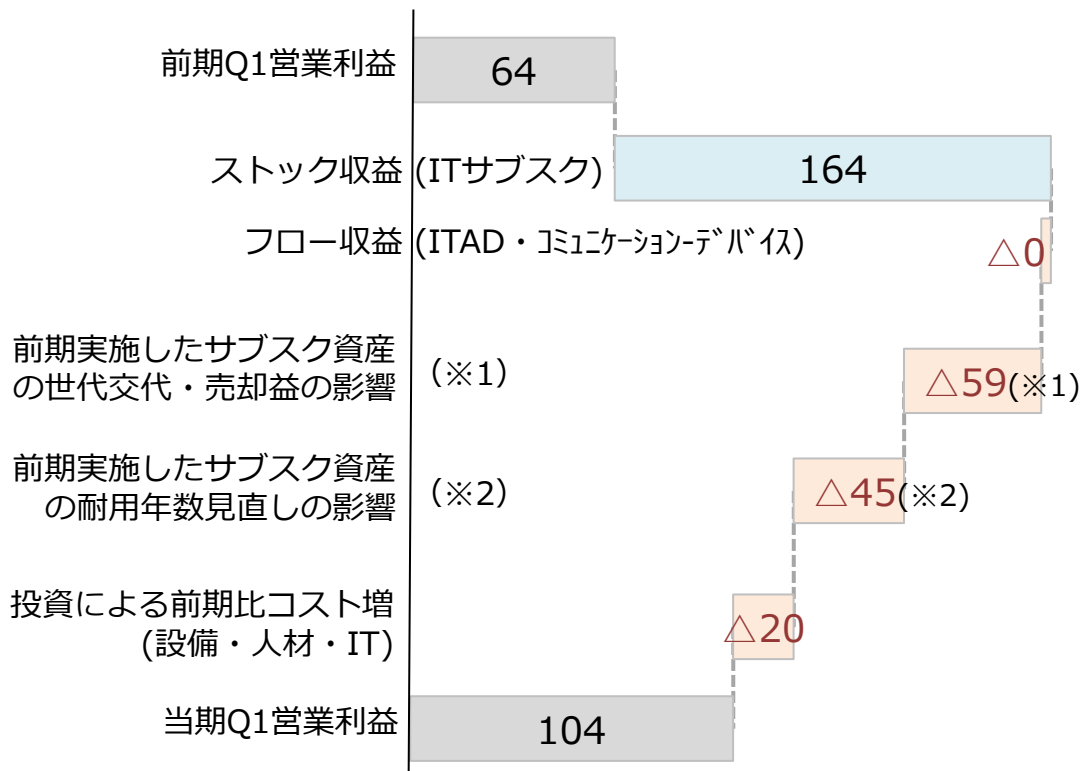 前期Q1営業利益
64
ストック収益 (ITサブスク)
164
フロー収益 (ITAD・ｺﾐｭﾆｹｰｼｮﾝ-ﾃﾞﾊﾞｲｽ)
△0
前期実施したサブスク資産
の世代交代・売却益の影響
(※1)
△59(※1)
前期実施したサブスク資産
の耐用年数見直しの影響
(※2)
△45(※2)
投資による前期比コスト増
(設備・人材・IT)
△20
当期Q1営業利益
104